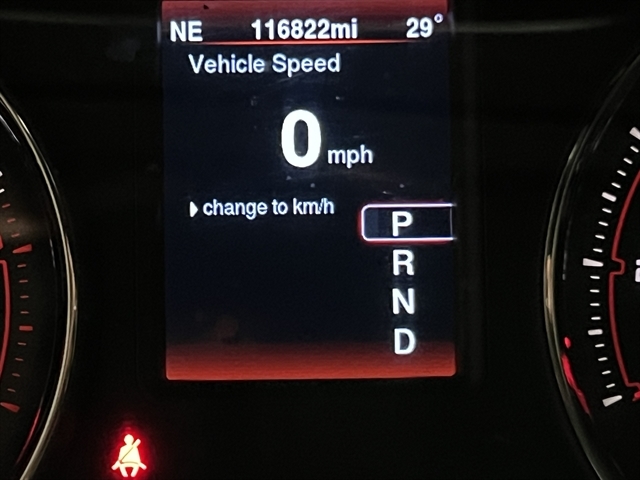 NE 116822mi 29°
Vehicle Speed
0 mph
change to km/h
P
R
N
D